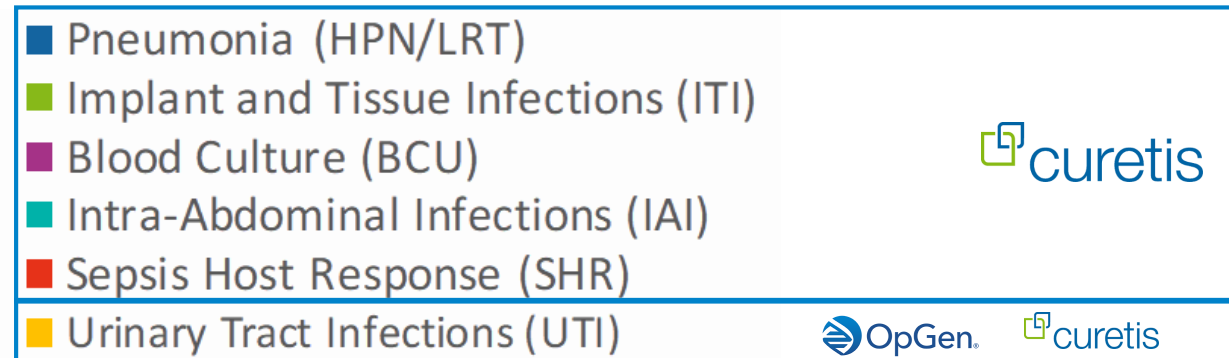 Pneumonia (HPN/LRT)
Implant and Tissue Infections (ITI)
Blood Culture (BCU)
Intra-Abdominal Infections (IAI)
Sepsis Host Response (SHR)
curetis
Urinary Tract Infections (UTI)
OpGen.
curetis